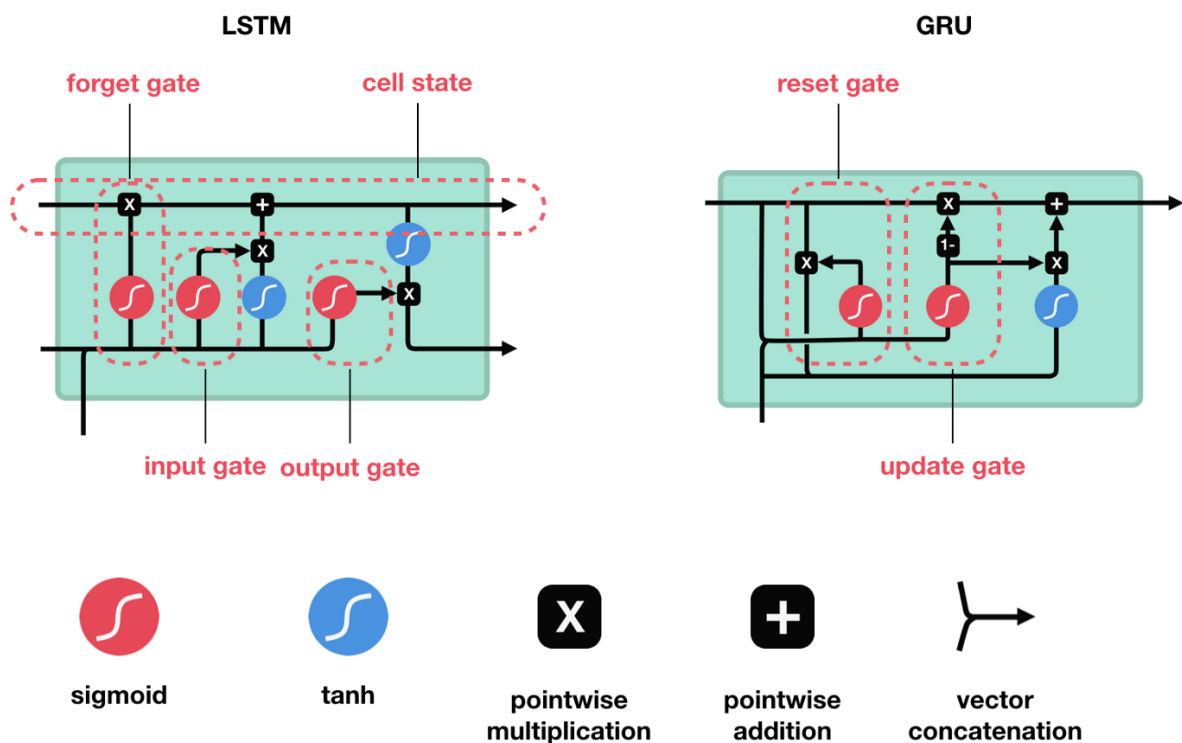 LSTM
GRU
forget gate
cell state
reset gate
X
+
X
X
X
+
1-
X
X
input gate
output gate
update gate
X
+
sigmoid
tanh
pointwise
multiplication
pointwise
addition
vector
concatenation